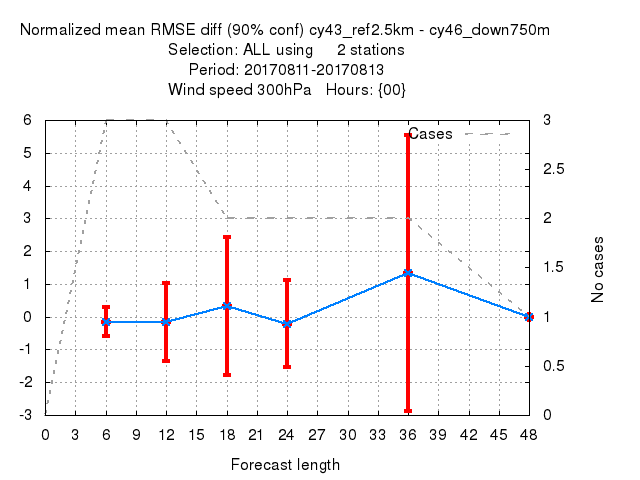 Normalized mean RMSE diff (90% conf) cy43_ref2.5km - cy46_down750m
Selection: ALL using 2 stations
Period: 20170811-20170813
Wind speed 300hPa Hours: {00}
Cases
6
5
4
3
2
1
0
-1
-2
-3
3
2.5
2
1.5
1
0.5
0
No cases
0 3 6 9 12 15 18 21 24 27 30 33 36 39 42 45 48
Forecast length